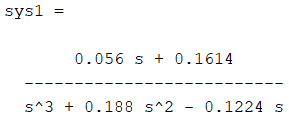 sys1 =
0.056 s + 0.1614
--------------------------
s^3 + 0.188 s^2 - 0.1224 s